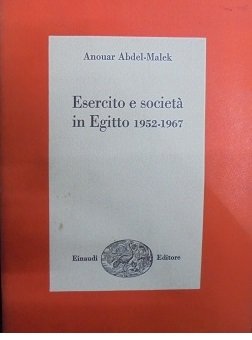 Anouar Abdel-Malek
Esercito e società
in Egitto 1952-1967
Einaudi Editore